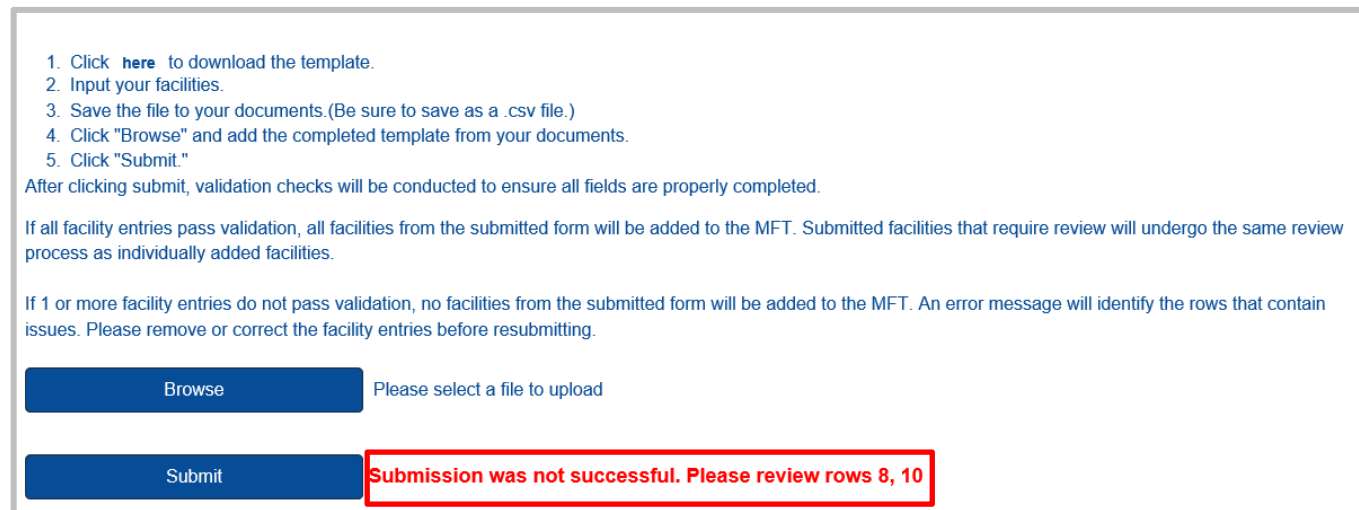 1. Click here to download the template.
2. Input your facilities.
3. Save the file to your documents.(Be sure to save as a .csv file.)
4. Click "Browse" and add the completed template from your documents.
5. Click "Submit."
After clicking submit, validation checks will be conducted to ensure all fields are properly completed.
If all facility entries pass validation, all facilities from the submitted form will be added to the MFT. Submitted facilities that require review will undergo the same review
process as individually added facilities.
If 1 or more facility entries do not pass validation, no facilities from the submitted form will be added to the MFT. An error message will identify the rows that contain
issues. Please remove or correct the facility entries before resubmitting.
Browse Please select a file to upload
Submit Submission was not successful. Please review rows 8, 10